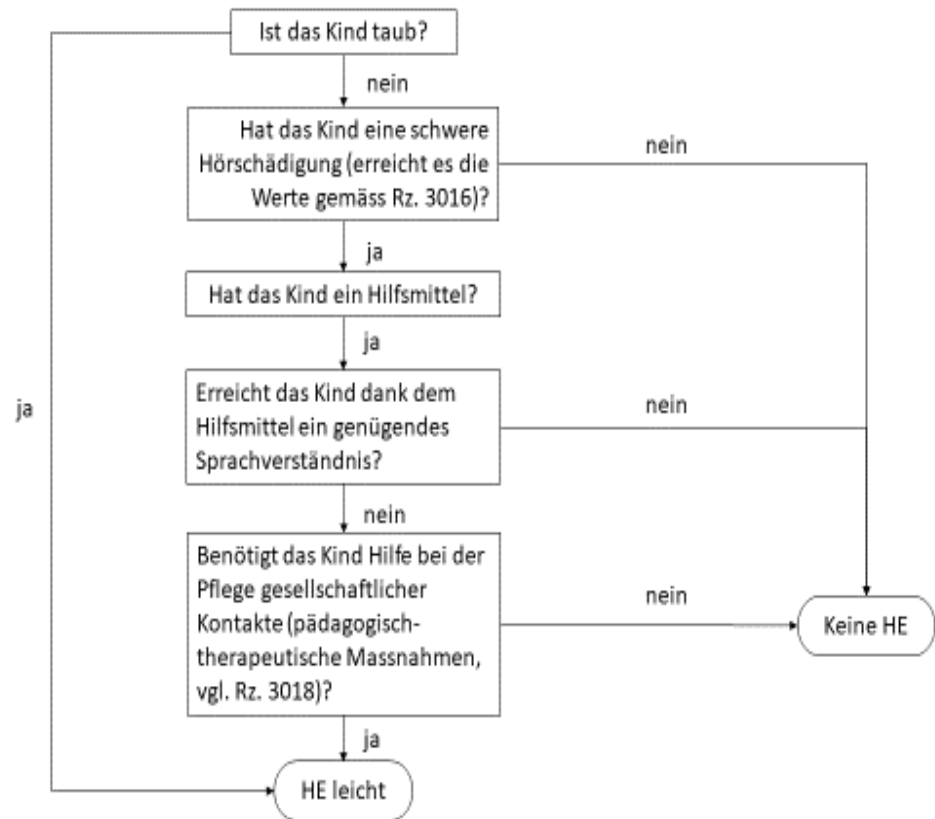 Ist das Kind taub?
nein
Hat das Kind eine schwere
Hörschädigung (erreicht es die
Werte gemäss Rz. 3016)?
nein
ja
Hat das Kind ein Hilfsmittel?
ja
Erreicht das Kind dank dem
Hilfsmittel ein genügendes
Sprachverständnis?
nein
ja
nein
Benötigt das Kind Hilfe bei der
Pflege gesellschaftlicher
Kontakte (pädagogisch-
therapeutische Massnahmen,
vgl. Rz. 3018)?
nein
Keine HE
ja
HE leicht